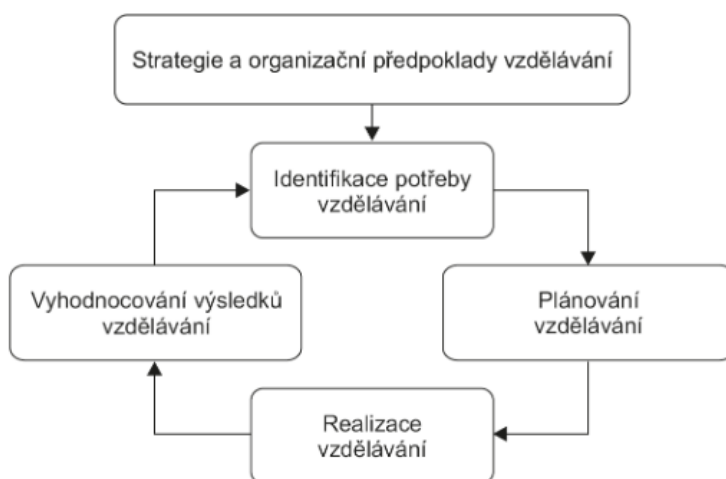 Strategie a organizační předpoklady vzdělávání
Identifikace potřeby
vzdělávání
Vyhodnocování výsledků
vzdělávání
Plánování
vzdělávání
Realizace
vzdělávání